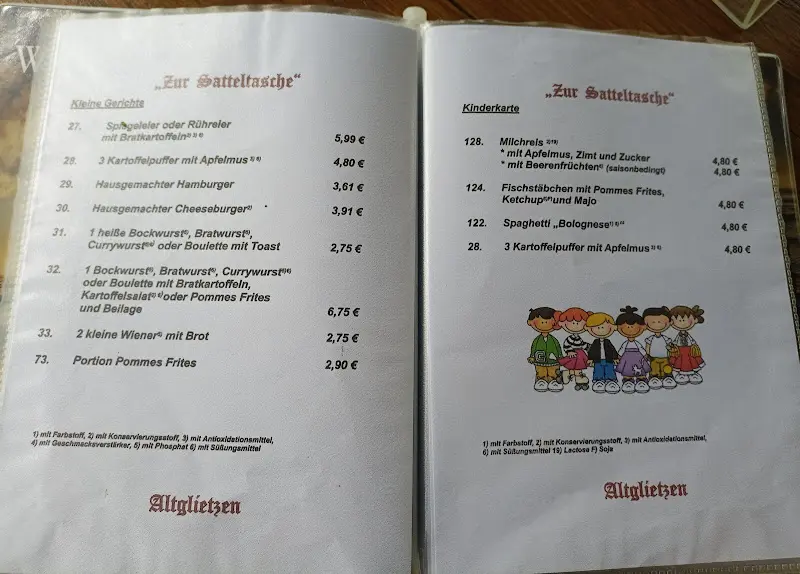 W
„Zur Satteltasche“
Kleine Gerichte
27. Spiegeleier oder Rühreier
mit Bratkartoffeln 5,99 €
28. 3 Kartoffelpuffer mit Apfelmus 4,80 €
29. Hausgemachter Hamburger 3,61 €
30. Hausgemachter Cheeseburger²⁾ 3,91 €
31. 1 heiße Bockwurst, Bratwurst,
Currywurst oder Boulette mit Toast 2,75 €
32. 1 Bockwurst, Bratwurst, Currywurst
oder Boulette mit Bratkartoffeln,
Kartoffelsalat oder Pommes Frites
und Beilage 6,75 €
33. 2 kleine Wiener mit Brot 2,75 €
73. Portion Pommes Frites 2,90 €
1) mit Farbstoff, 2) mit Konservierungsstoff, 3) mit Antioxidationsmittel,
4) mit Geschmacksverstärker, 5) mit Phosphat 6) mit Süßungsmittel
Altglietzen
„Zur Satteltasche“
Kinderkarte
128. Milchreis ²⁾¹⁹⁾
* mit Apfelmus, Zimt und Zucker 4,80 €
* mit Beerenfrüchten (saisonbedingt) 4,80 €
124. Fischstäbchen mit Pommes Frites,
Ketchup und Majo 4,80 €
122. Spaghetti „Bolognese 4,80 €
28. 3 Kartoffelpuffer mit Apfelmus 4,80 €
1) mit Farbstoff, 2) mit Konservierungsstoff, 3) mit Antioxidationsmittel,
6) mit Süßungsmittel 19) Lactose F) Soja
Altglietzen